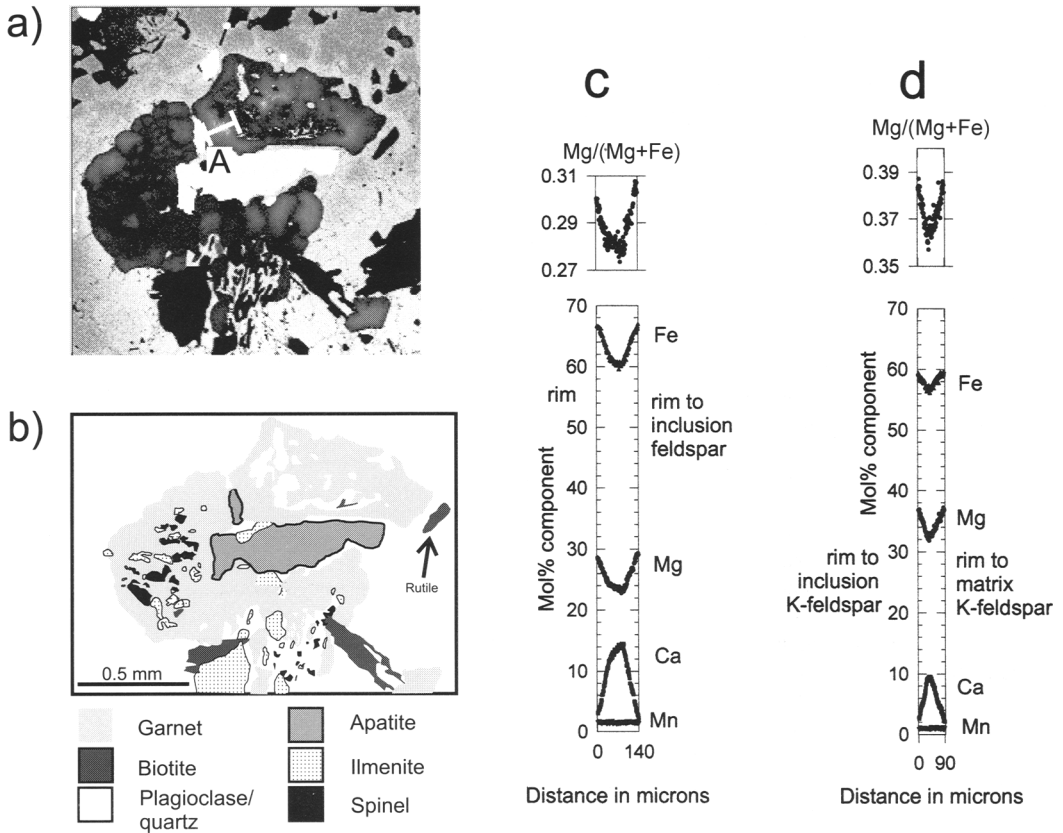 a)
A
b)
Rutile
0.5 mm
Garnet
Apatite
Biotite
Ilmenite
Plagioclase/
quartz
Spinel
c
Mg/(Mg+Fe)
0.31
0.29
0.27
70
60
50
40
30
20
10
0
Mol% component
Fe
rim
rim to
inclusion
feldspar
Mg
Ca
Mn
0
140
Distance in microns
d
Mg/(Mg+Fe)
0.39
0.37
0.35
70
60
50
40
30
20
10
0
Mol% component
Fe
Mg
rim to
inclusion
K-feldspar
rim to
matrix
K-feldspar
Ca
Mn
0 90
Distance in microns